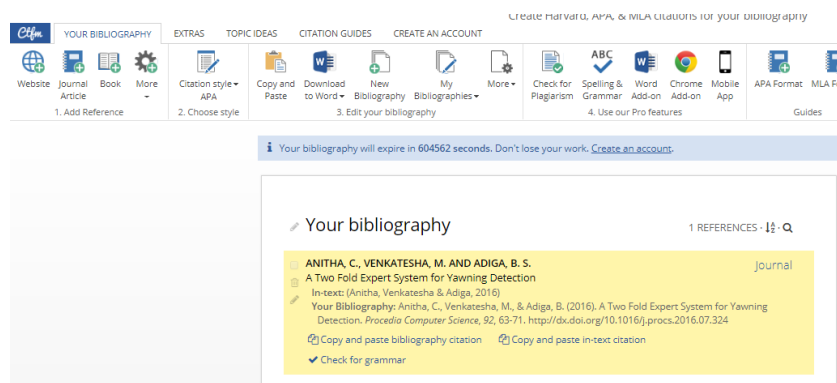 Create Harvard, APA, & MLA citations for your bibliography
Ctfm YOUR BIBLIOGRAPHY EXTRAS TOPIC IDEAS CITATION GUIDES CREATE AN ACCOUNT
ABC
Website Journal Article Book More Citation style APA Copy and Paste Download to Word New Bibliography My Bibliographies More Check for Plagiarism Spelling & Grammar Word Add-on Chrome Add-on Mobile App APA Format MLA F
1. Add Reference 2. Choose style 3. Edit your bibliography 4. Use our Pro features Guides
Your bibliography will expire in 604562 seconds. Don't lose your work. Create an account.
Your bibliography 1 REFERENCES
ANITHA, C., VENKATESHA, M. AND ADIGA, B. S. Journal
A Two Fold Expert System for Yawning Detection
In-text: (Anitha, Venkatesha & Adiga, 2016)
Your Bibliography: Anitha, C., Venkatesha, M., & Adiga, B. (2016). A Two Fold Expert System for Yawning
Detection. Procedia Computer Science, 92, 63-71. http://dx.doi.org/10.1016/j.procs.2016.07.324
Copy and paste bibliography citation Copy and paste in-text citation
Check for grammar